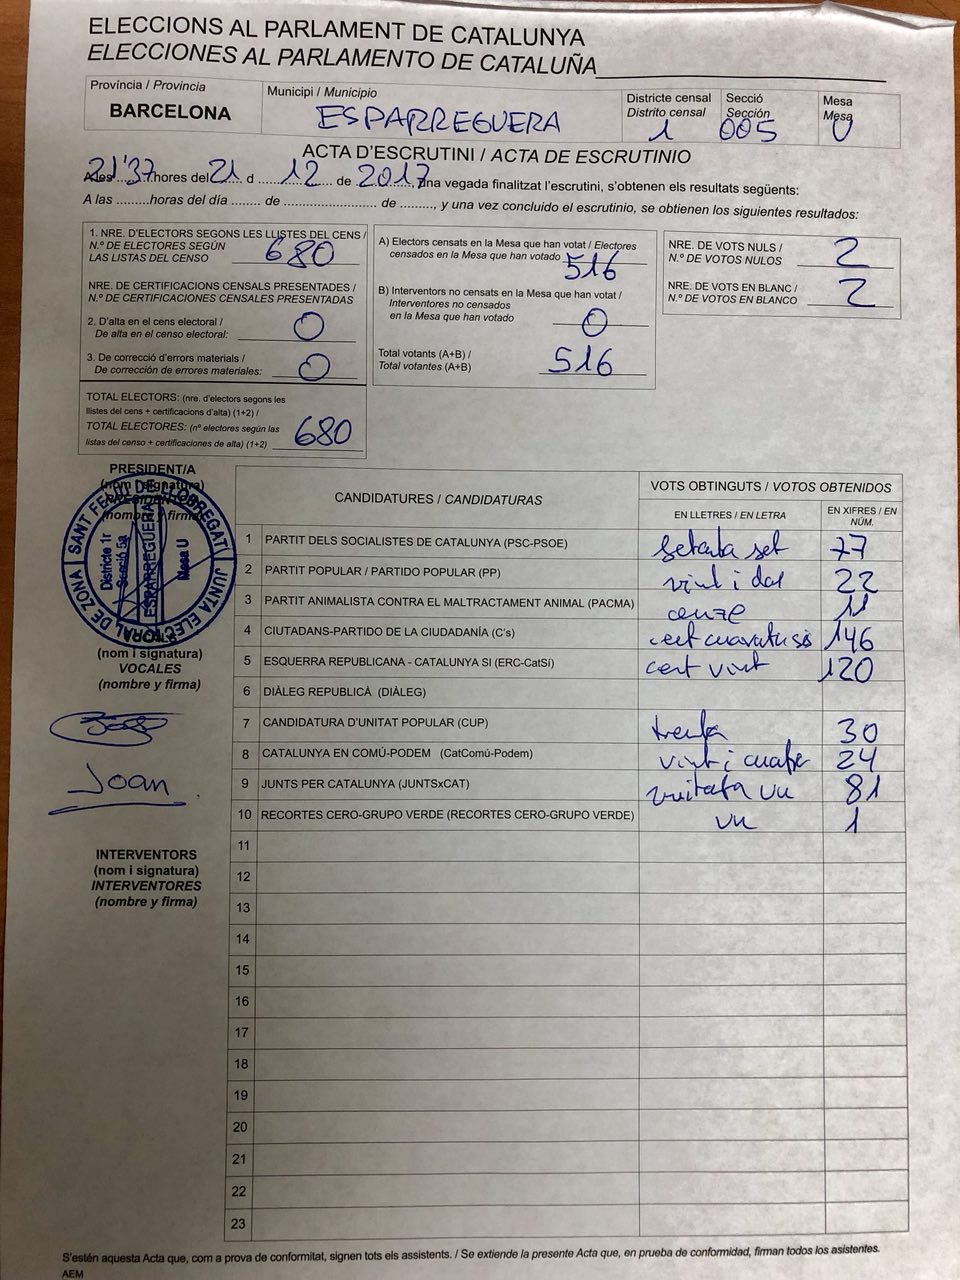 ELECCIONS AL PARLAMENT DE CATALUNYA
ELECCIONES AL PARLAMENTO DE CATALUÑA
Província / Provincia
BARCELONA
Municipi / Municipio
ESPARREGUERA
Districte censal
Distrito censal
1
Secció
Sección
005
Mesa
Mesa
U
ACTA D'ESCRUTINI / ACTA DE ESCRUTINIO
A les 21'37 hores del 21 d 12 de 2017, una vegada finalitzat l'escrutini, s'obtenen els resultats següents:
A las .........horas del día ...... de ........................ de ........., y una vez concluido el escrutinio, se obtienen los siguientes resultados:
1. NRE. D'ELECTORS SEGONS LES LLISTES DEL CENS /
N.º DE ELECTORES SEGÚN
LAS LISTAS DEL CENSO 680
NRE. DE CERTIFICACIONS CENSALS PRESENTADES /
N.º DE CERTIFICACIONES CENSALES PRESENTADAS
2. D'alta en el cens electoral /
De alta en el censo electoral: 0
3. De correcció d'errors materials /
De corrección de errores materiales: 0
TOTAL ELECTORS: (nre. d'electors segons les
llistes del cens + certificacions d'alta) (1+2) /
TOTAL ELECTORES: (nº electores según las
listas del censo + certificaciones de alta) (1+2) 680
A) Electors censats en la Mesa que han votat / Electores
censados en la Mesa que han votado 516
B) Interventors no censats en la Mesa que han votat /
Interventores no censados
en la Mesa que han votado 0
Total votants (A+B) /
Total votantes (A+B) 516
NRE. DE VOTS NULS /
N.º DE VOTOS NULOS 2
NRE. DE VOTS EN BLANC /
N.º DE VOTOS EN BLANCO 2
PRESIDENT/A
(nom i signatura)
(nombre y firma)
SANT FELIU DE LLOBREGAT
JUNTA ELECTORAL DE ZONA
Districte 1r
Secció 5a
ESPARREGUERA
Mesa U
(nom i signatura)
VOCALES
(nombre y firma)
Joan
INTERVENTORS
(nom i signatura)
INTERVENTORES
(nombre y firma)
CANDIDATURES / CANDIDATURAS
VOTS OBTINGUTS / VOTOS OBTENIDOS
EN LLETRES / EN LETRA
EN XIFRES / EN NÚM.
1 PARTIT DELS SOCIALISTES DE CATALUNYA (PSC-PSOE) setanta set 77
2 PARTIT POPULAR / PARTIDO POPULAR (PP) vint i dos 22
3 PARTIT ANIMALISTA CONTRA EL MALTRACTAMENT ANIMAL (PACMA) onze 11
4 CIUTADANS-PARTIDO DE LA CIUDADANÍA (C's) 146
5 ESQUERRA REPUBLICANA - CATALUNYA SI (ERC-CatSí) cent vint 120
6 DIÀLEG REPUBLICÀ (DIÀLEG)
7 CANDIDATURA D'UNITAT POPULAR (CUP) trenta 30
8 CATALUNYA EN COMÚ-PODEM (CatComú-Podem) vint i cuatre 24
9 JUNTS PER CATALUNYA (JUNTSxCAT) vuitanta un 81
10 RECORTES CERO-GRUPO VERDE (RECORTES CERO-GRUPO VERDE) un 1
11
12
13
14
15
16
17
18
19
20
21
22
23
S'estén aquesta Acta que, com a prova de conformitat, signen tots els assistents. / Se extiende la presente Acta que, en prueba de conformidad, firman todos los asistentes.
AEM